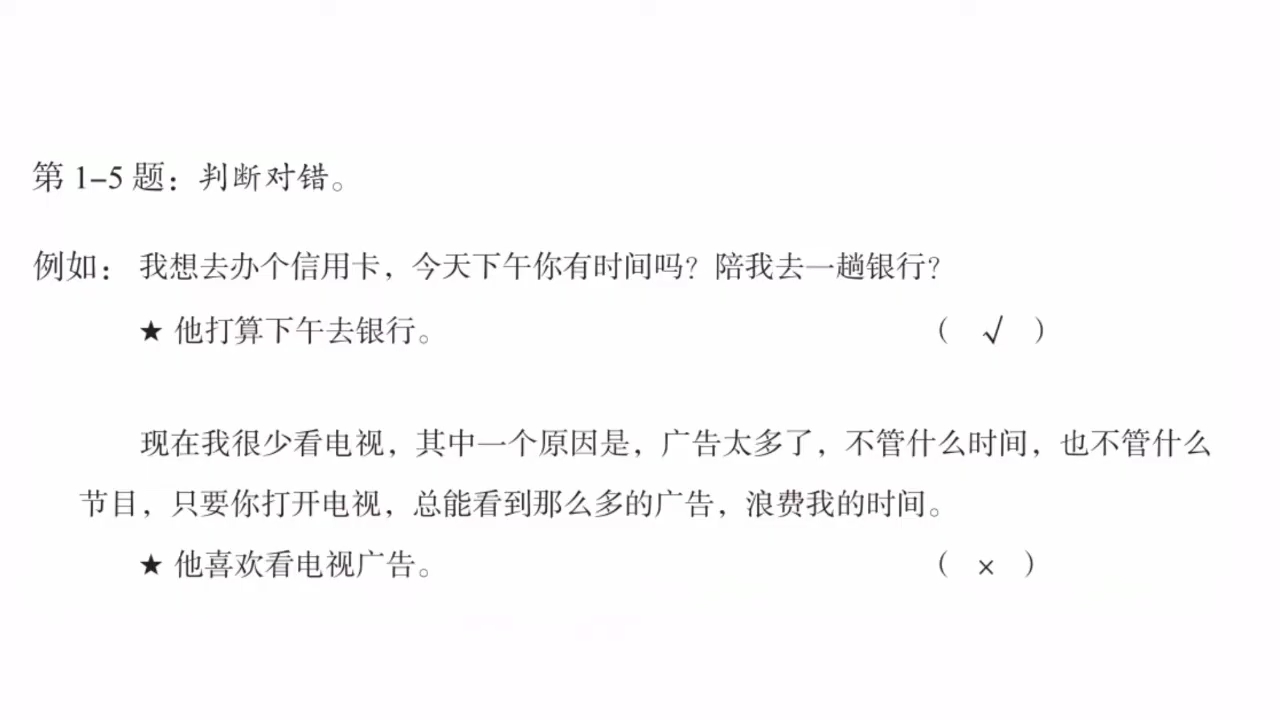 第 1–5 题：判断对错。
例如：我想去办个信用卡，今天下午你有时间吗？陪我去一趟银行？
★ 他打算下午去银行。 （ √ ）
现在我很少看电视，其中一个原因是，广告太多了，不管什么时间，也不管什么
节目，只要你打开电视，总能看到那么多的广告，浪费我的时间。
★ 他喜欢看电视广告。 （ × ）